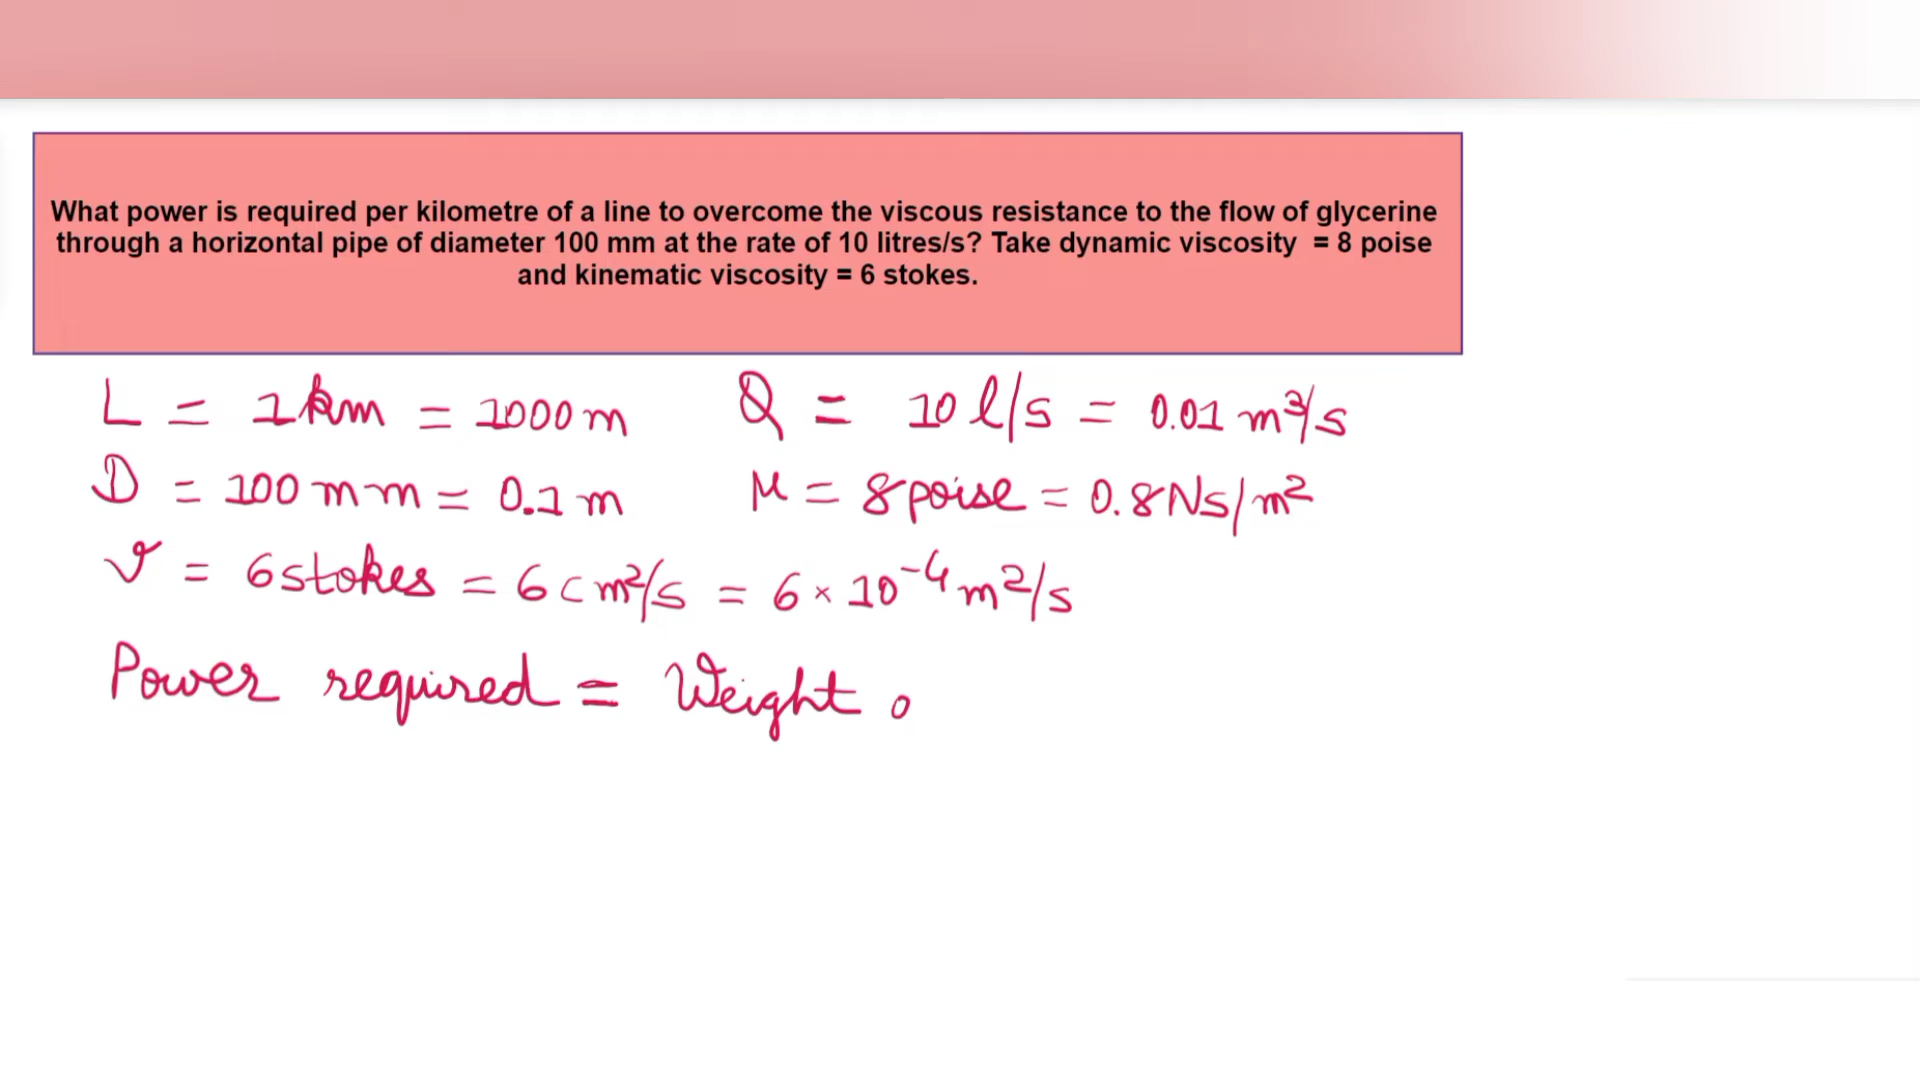 What power is required per kilometre of a line to overcome the viscous resistance to the flow of glycerine
through a horizontal pipe of diameter 100 mm at the rate of 10 litres/s? Take dynamic viscosity = 8 poise
and kinematic viscosity = 6 stokes.
L = 1km = 1000 m Q = 10 l/s = 0.01 m³/s
D = 100 mm = 0.1 m μ = 8 poise = 0.8 Ns/m²
ν = 6 stokes = 6 cm²/s = 6 × 10⁻⁴ m²/s
Power required = Weight o